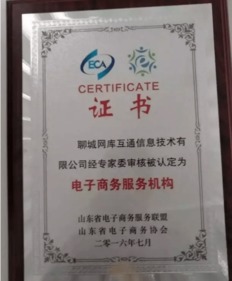 ECA
CERTIFICATE
证书
聊城网库互通信息技术有
限公司经专家委审核被认定为
电子商务服务机构
山东省电子商务服务联盟
山东省电子商务协会
二〇一六年七月